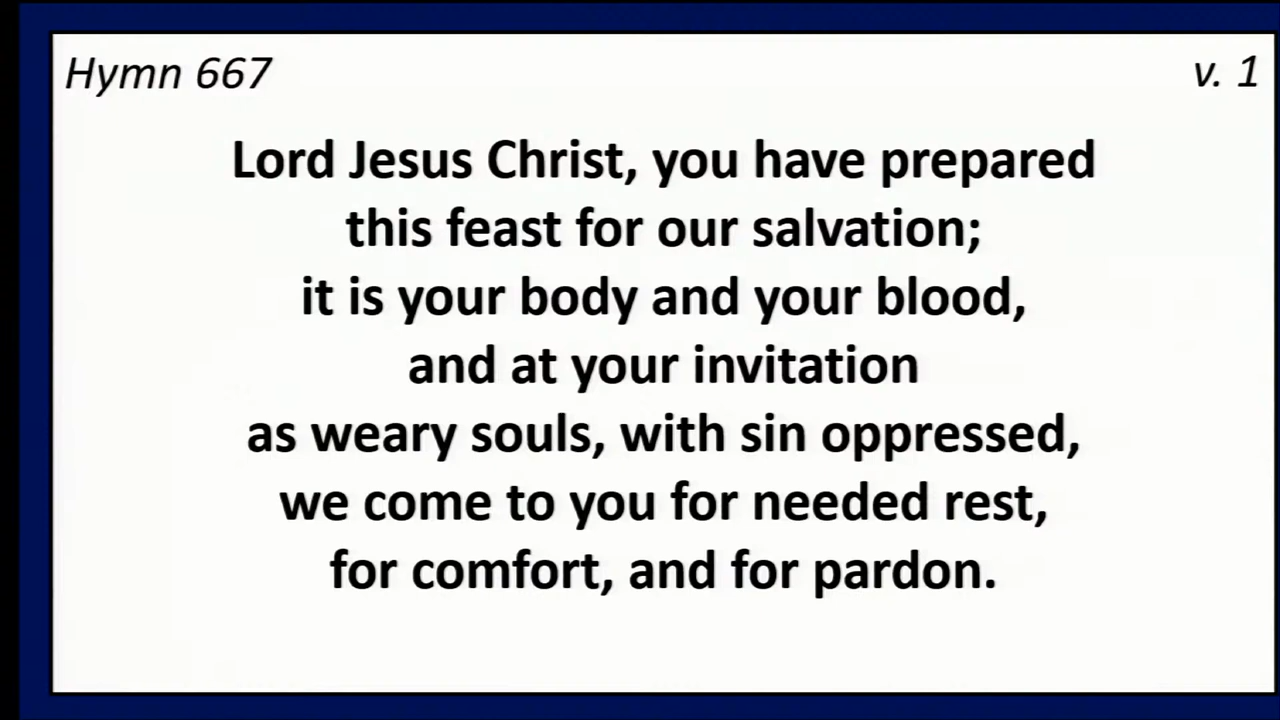 Hymn 667
v. 1
Lord Jesus Christ, you have prepared
this feast for our salvation;
it is your body and your blood,
and at your invitation
as weary souls, with sin oppressed,
we come to you for needed rest,
for comfort, and for pardon.